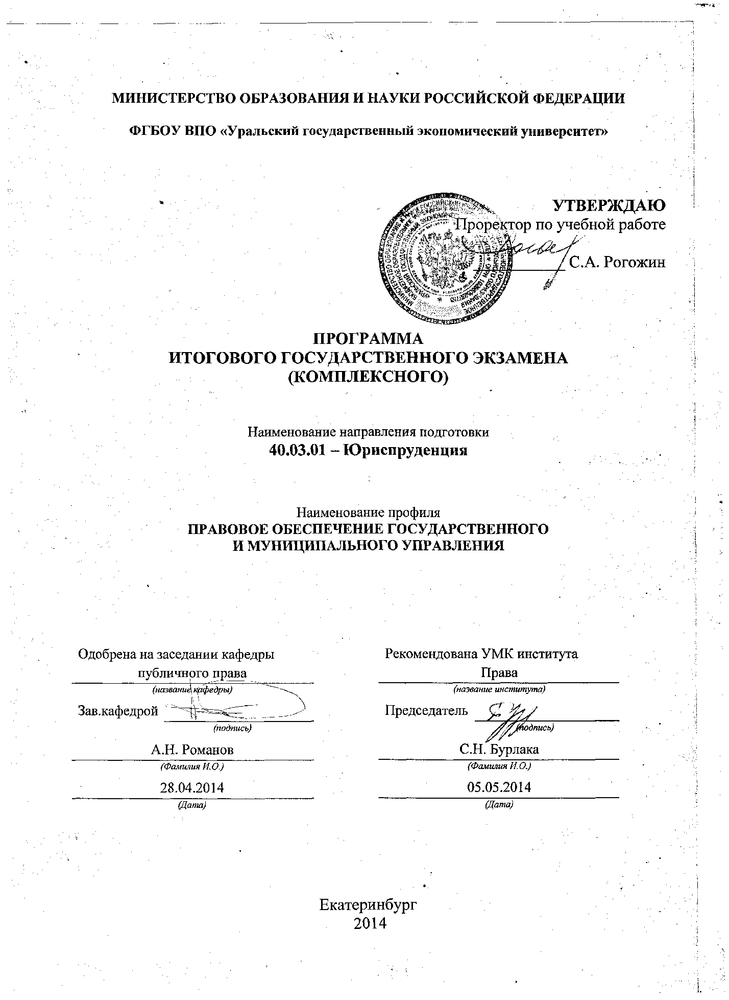 МИНИСТЕРСТВО ОБРАЗОВАНИЯ И НАУКИ РОССИЙСКОЙ ФЕДЕРАЦИИ
ФГБОУ ВПО «Уральский государственный экономический университет»
УТВЕРЖДАЮ
Проректор по учебной работе
С.А. Рогожин
ПРОГРАММА
ИТОГОВОГО ГОСУДАРСТВЕННОГО ЭКЗАМЕНА
(КОМПЛЕКСНОГО)
Наименование направления подготовки
40.03.01 – Юриспруденция
Наименование профиля
ПРАВОВОЕ ОБЕСПЕЧЕНИЕ ГОСУДАРСТВЕННОГО
И МУНИЦИПАЛЬНОГО УПРАВЛЕНИЯ
Одобрена на заседании кафедры
публичного права
(название кафедры)
Зав.кафедрой
(подпись)
А.Н. Романов
(Фамилия И.О.)
28.04.2014
(Дата)
Рекомендована УМК института
Права
(название института)
Председатель
(подпись)
С.Н. Бурлака
(Фамилия И.О.)
05.05.2014
(Дата)
Екатеринбург
2014